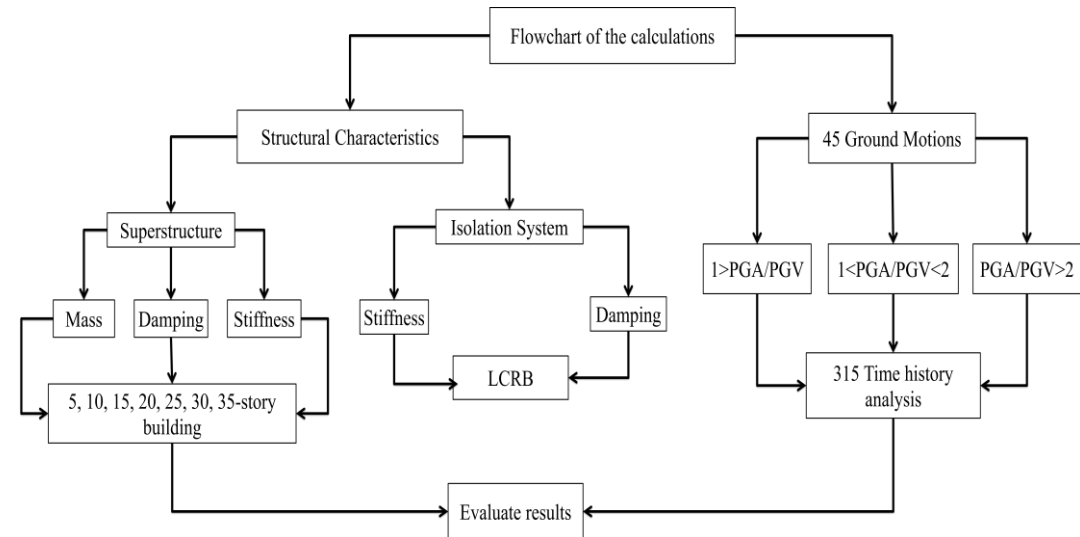 Flowchart of the calculations
Structural Characteristics
45 Ground Motions
Superstructure
Isolation System
1>PGA/PGV
1<PGA/PGV<2
PGA/PGV>2
Mass
Damping
Stiffness
Stiffness
Damping
LCRB
5, 10, 15, 20, 25, 30, 35-story
building
315 Time history
analysis
Evaluate results